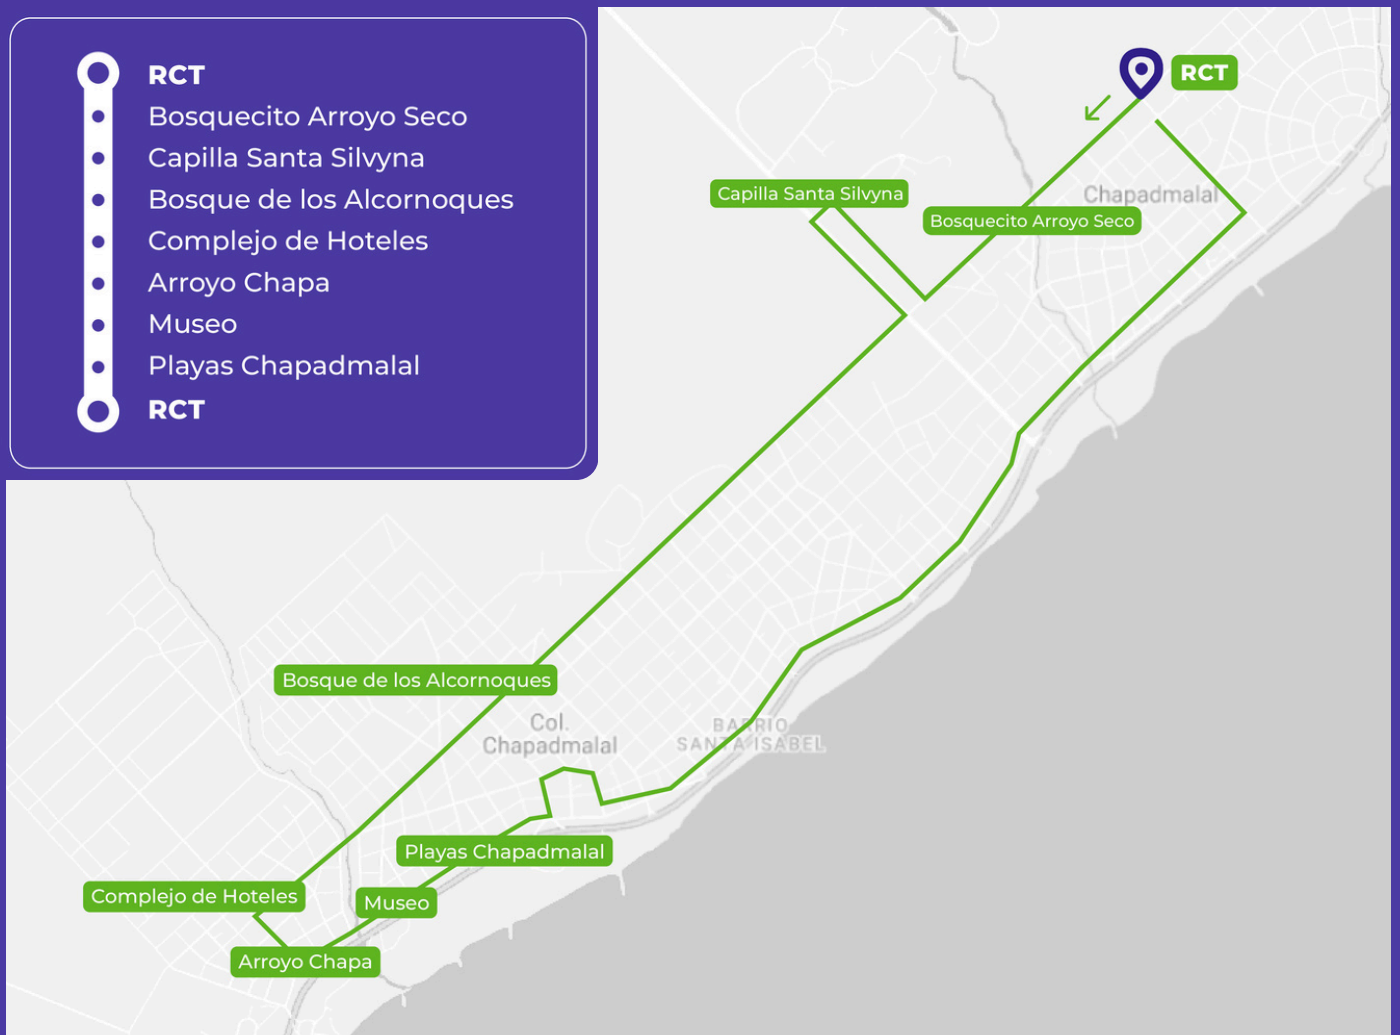 RCT
Bosquecito Arroyo Seco
Capilla Santa Silvyna
Bosque de los Alcornoques
Complejo de Hoteles
Arroyo Chapa
Museo
Playas Chapadmalal
RCT
RCT
Capilla Santa Silvyna
Chapadmalal
Bosquecito Arroyo Seco
Bosque de los Alcornoques
Col.
Chapadmalal
BARRIO
SANTA ISABEL
Playas Chapadmalal
Complejo de Hoteles
Museo
Arroyo Chapa